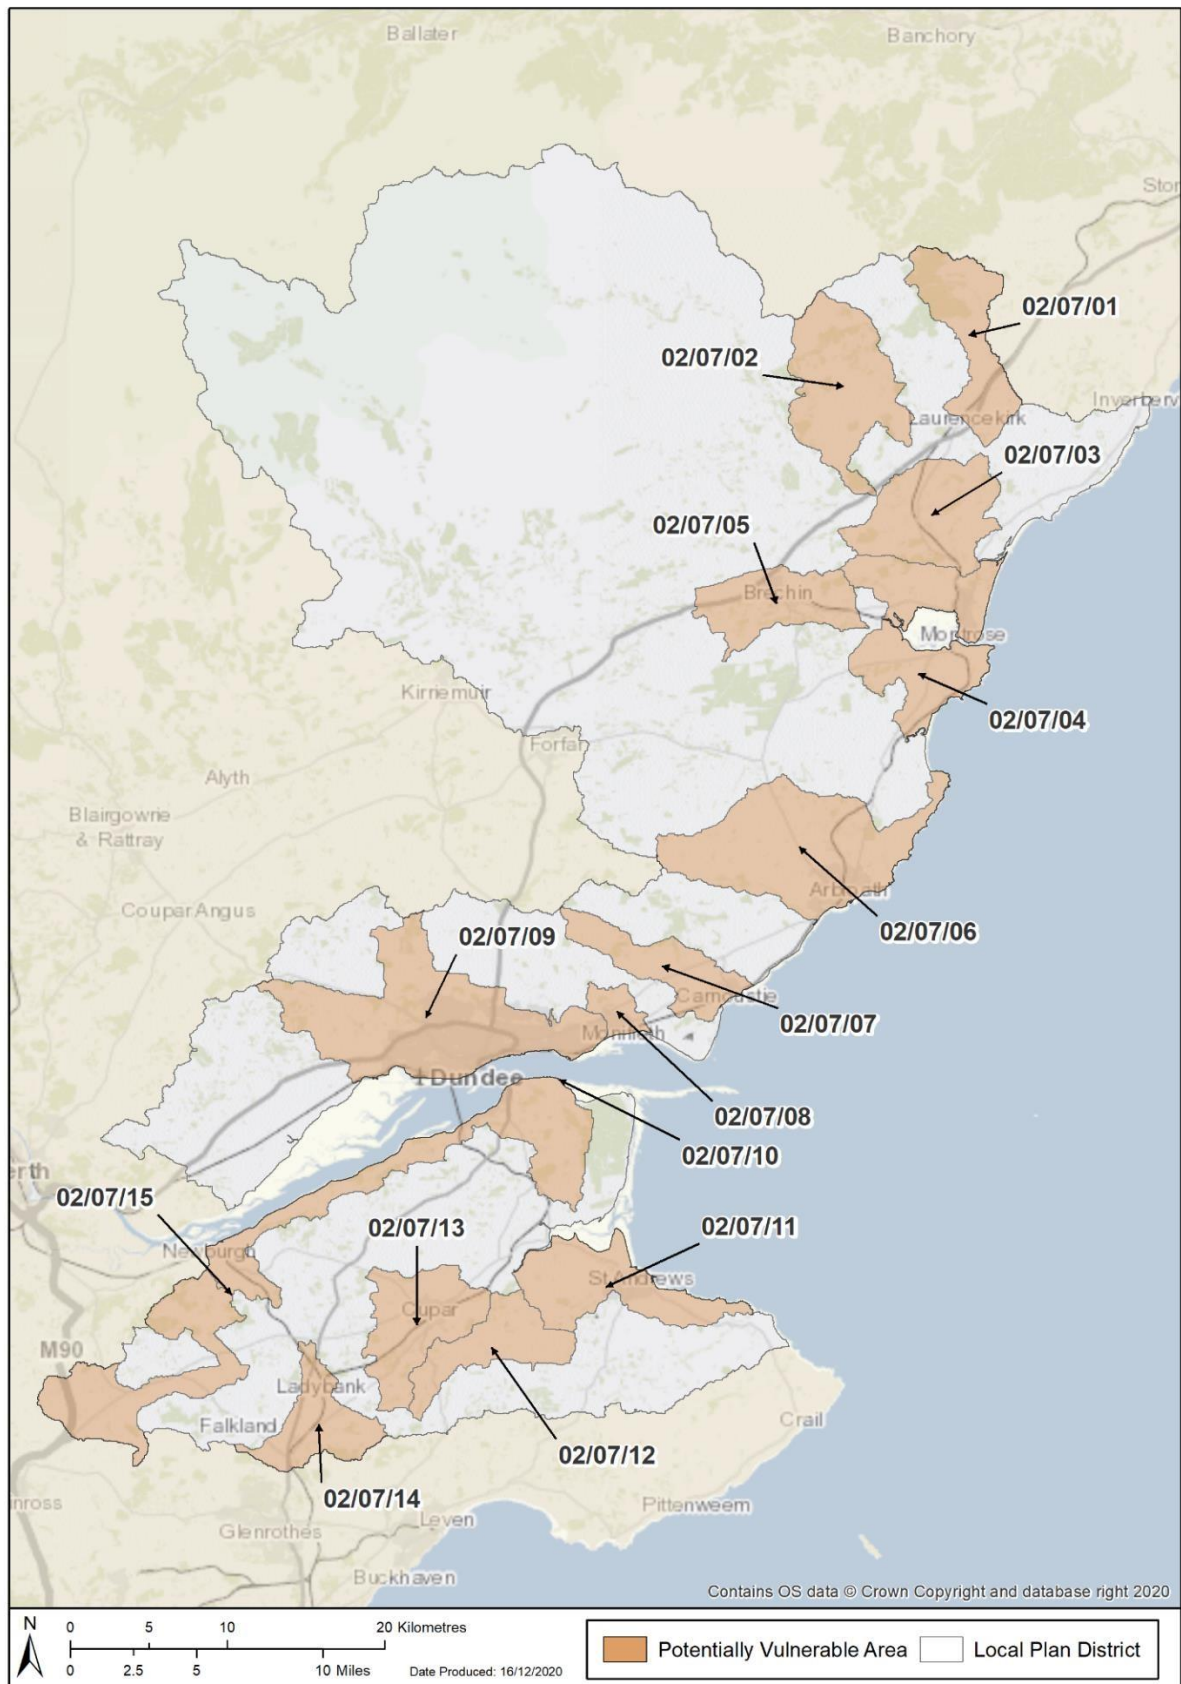 Ballater
Banchory
Ston
02/07/01
02/07/02
Inverberv
Laurencekirk
02/07/03
02/07/05
Brechin
Montrose
Kirriemuir
02/07/04
Forfar
Alyth
Blairgowrie
& Rattray
Arbroath
Coupar Angus
02/07/09
02/07/06
Carnoustie
02/07/07
Monifieth
Dundee
02/07/08
02/07/10
erth
02/07/15
02/07/13
02/07/11
Newburgh
St Andrews
Cupar
M90
Ladybank
Falkland
Crail
02/07/12
02/07/14
inross
Pittenweem
Leven
Glenrothes
Buckhaven
Contains OS data © Crown Copyright and database right 2020
N
0 5 10 20 Kilometres
0 2.5 5 10 Miles
Date Produced: 16/12/2020
Potentially Vulnerable Area
Local Plan District